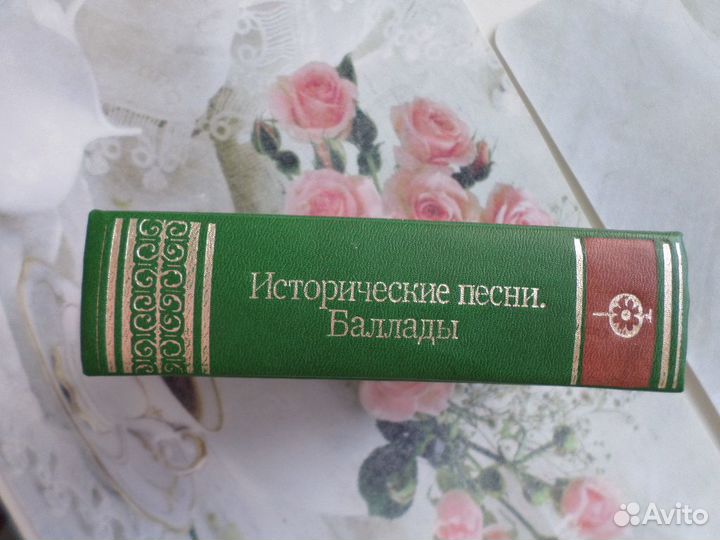 Исторические песни.
Баллады
Avito